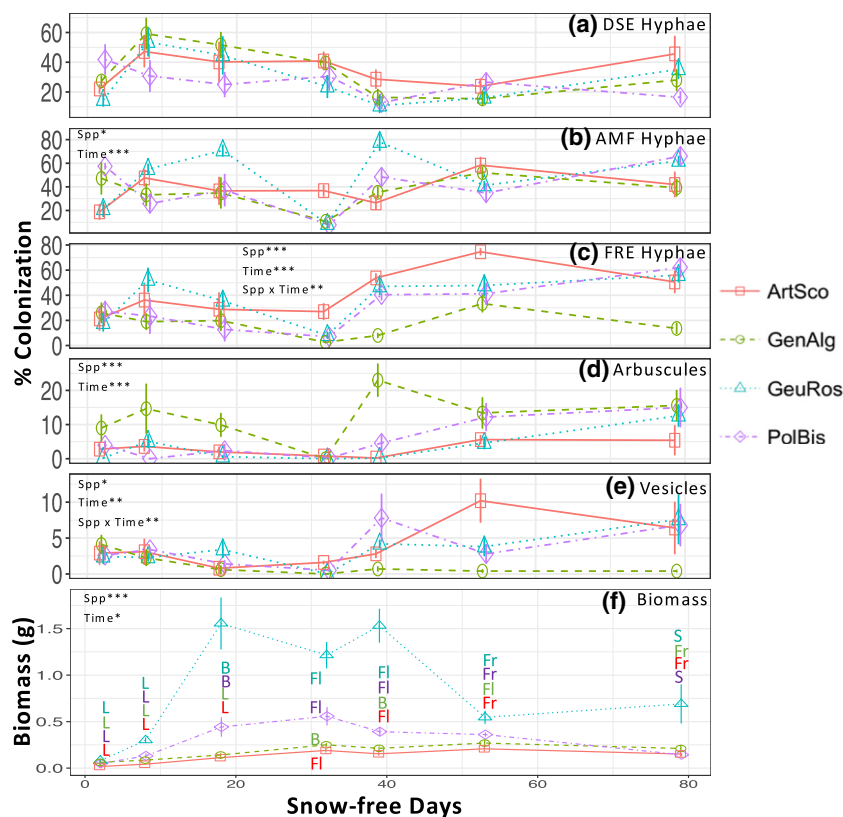 (a) DSE Hyphae
60
40
20
Spp*
Time***
(b) AMF Hyphae
80
60
40
20
Spp***
Time***
Spp x Time**
(c) FRE Hyphae
80
60
40
20
0
Spp***
Time***
(d) Arbuscules
20
10
0
Spp*
Time**
Spp x Time**
(e) Vesicles
10
5
0
% Colonization
Spp***
Time*
(f) Biomass
1.5
1.0
0.5
0.0
Biomass (g)
L
L
L
L
L
L
L
L
B
B
L
L
Fl
Fl
B
Fl
Fl
Fl
B
Fl
Fr
Fr
Fl
Fr
S
Fr
Fr
S
0 20 40 60 80
Snow-free Days
ArtSco
GenAlg
GeuRos
PolBis